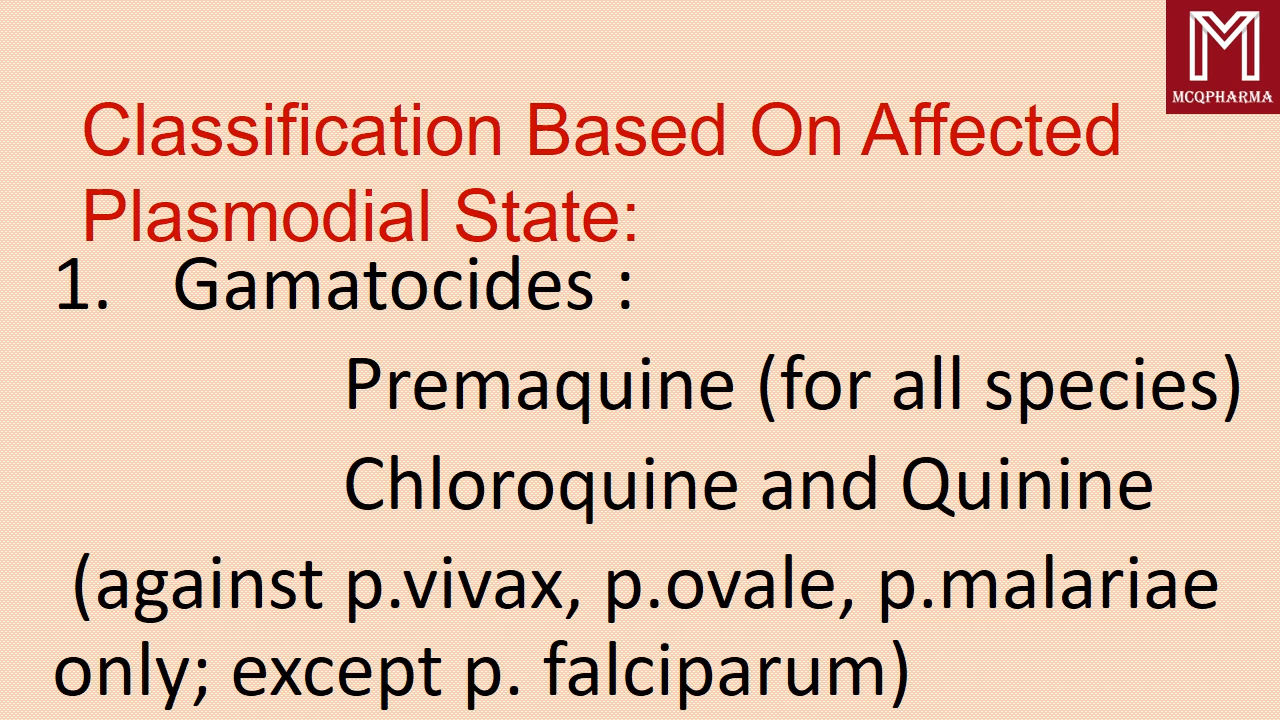 M
MCQPHARMA
Classification Based On Affected
Plasmodial State:
1. Gamatocides :
Premaquine (for all species)
Chloroquine and Quinine
(against p.vivax, p.ovale, p.malariae
only; except p. falciparum)